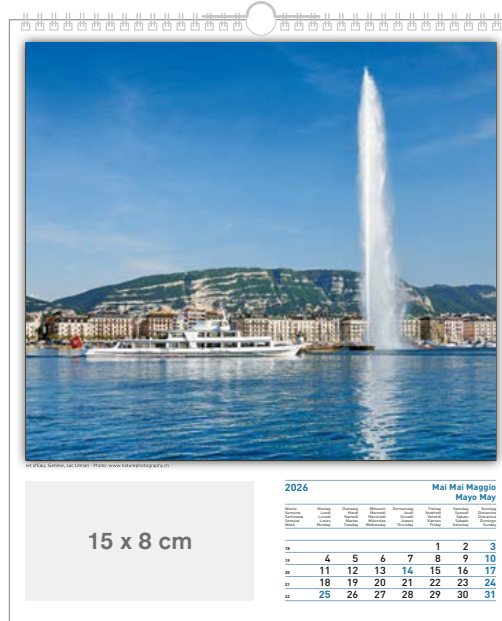 Jet d'Eau, Genève, Lac Léman · Photo: www.naturephotography.ch
15 x 8 cm
2026 Mai Mai Maggio
Mayo May
Woche Montag Dienstag Mittwoch Donnerstag Freitag Samstag Sonntag
Semaine Lundi Mardi Mercredi Jeudi Vendredi Samedi Dimanche
Settimana Lunedì Martedì Mercoledì Giovedì Venerdì Sabato Domenica
Semana Lunes Martes Miércoles Jueves Viernes Sábado Domingo
Week Monday Tuesday Wednesday Thursday Friday Saturday Sunday
18 1 2 3
19 4 5 6 7 8 9 10
20 11 12 13 14 15 16 17
21 18 19 20 21 22 23 24
22 25 26 27 28 29 30 31